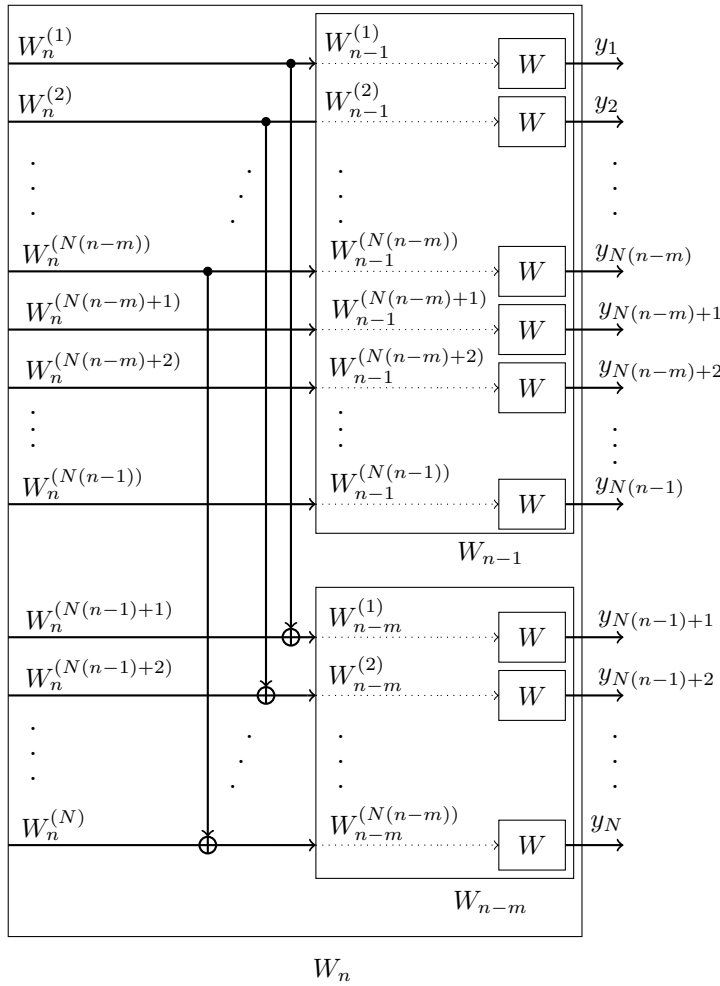 W_n^{(1)} W_{n-1}^{(1)} W y_1
W_n^{(2)} W_{n-1}^{(2)} W y_2
W_n^{(N(n-m))} W_{n-1}^{(N(n-m))} W y_{N(n-m)}
W_n^{(N(n-m)+1)} W_{n-1}^{(N(n-m)+1)} W y_{N(n-m)+1}
W_n^{(N(n-m)+2)} W_{n-1}^{(N(n-m)+2)} W y_{N(n-m)+2}
W_n^{(N(n-1))} W_{n-1}^{(N(n-1))} W y_{N(n-1)}
W_{n-1}
W_n^{(N(n-1)+1)} W_{n-m}^{(1)} W y_{N(n-1)+1}
W_n^{(N(n-1)+2)} W_{n-m}^{(2)} W y_{N(n-1)+2}
W_n^{(N)} W_{n-m}^{(N(n-m))} W y_N
W_{n-m}
W_n